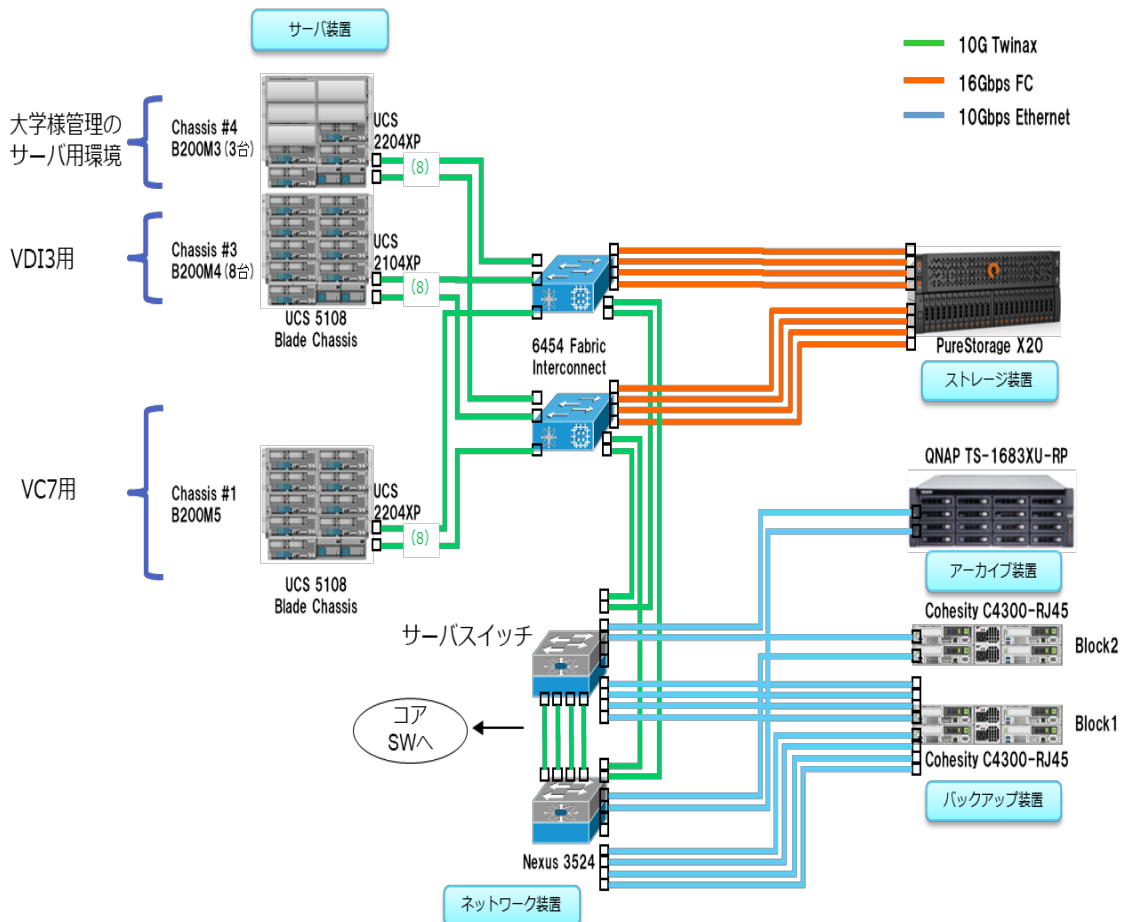 サーバ装置
10G Twinax
16Gbps FC
10Gbps Ethernet
大学様管理の
サーバ用環境
Chassis #4
B200M3 (3台)
UCS
2204XP
(8)
VDI3用
Chassis #3
B200M4 (8台)
UCS
2104XP
(8)
UCS 5108
Blade Chassis
6454 Fabric
Interconnect
PureStorage X20
ストレージ装置
VC7用
Chassis #1
B200M5
UCS
2204XP
(8)
UCS 5108
Blade Chassis
QNAP TS-1683XU-RP
アーカイブ装置
サーバスイッチ
Cohesity C4300-RJ45
Block2
コア
SWへ
Block1
Cohesity C4300-RJ45
バックアップ装置
Nexus 3524
ネットワーク装置